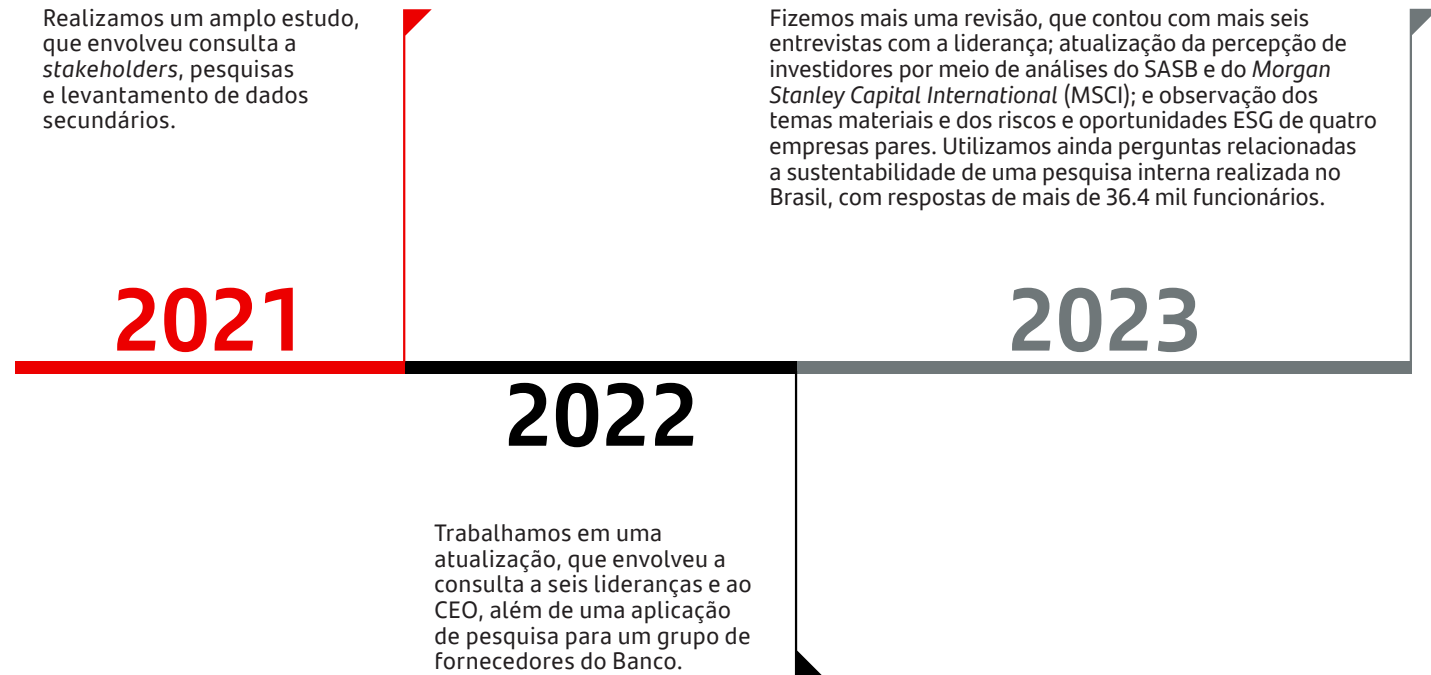 Realizamos um amplo estudo,
que envolveu consulta a
stakeholders, pesquisas
e levantamento de dados
secundários.
2021
2022
Trabalhamos em uma
atualização, que envolveu a
consulta a seis lideranças e ao
CEO, além de uma aplicação
de pesquisa para um grupo de
fornecedores do Banco.
Fizemos mais uma revisão, que contou com mais seis
entrevistas com a liderança; atualização da percepção de
investidores por meio de análises do SASB e do Morgan
Stanley Capital International (MSCI); e observação dos
temas materiais e dos riscos e oportunidades ESG de quatro
empresas pares. Utilizamos ainda perguntas relacionadas
a sustentabilidade de uma pesquisa interna realizada no
Brasil, com respostas de mais de 36.4 mil funcionários.
2023